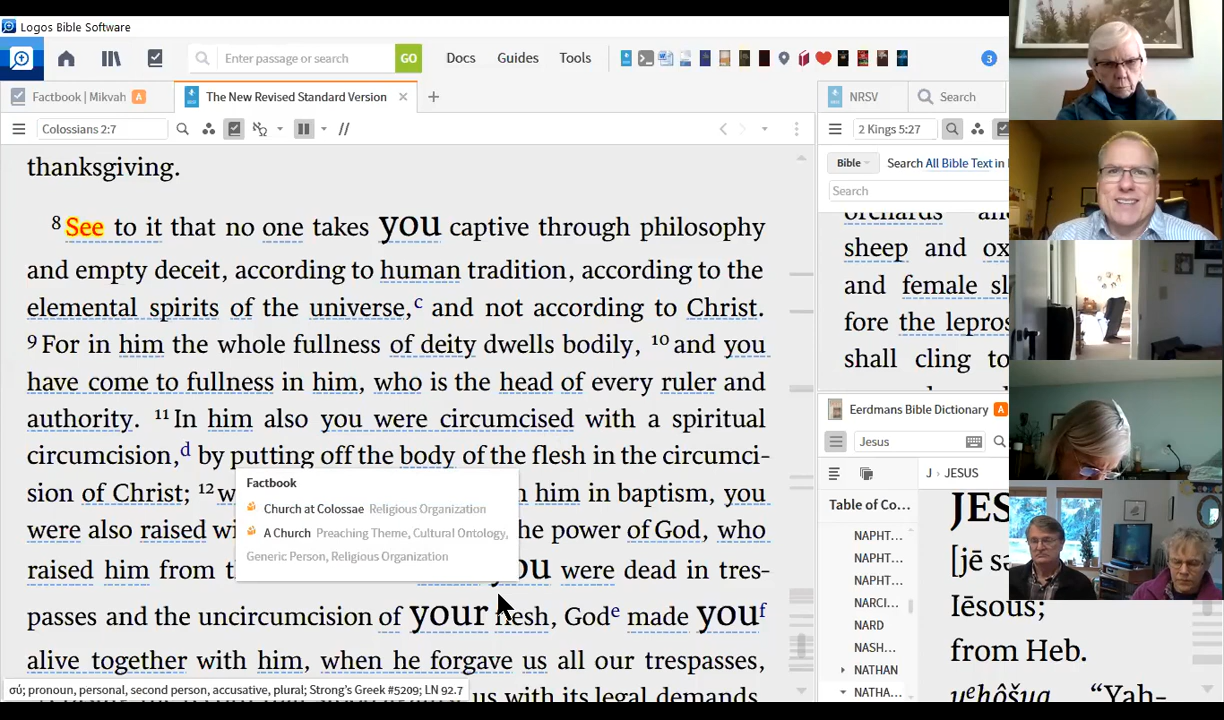 Logos Bible Software
Enter passage or search
GO
Docs
Guides
Tools
3
Factbook | Mikvah A
The New Revised Standard Version
NRSV
Search
Colossians 2:7
2 Kings 5:27
thanksgiving.
8 See to it that no one takes you captive through philosophy
and empty deceit, according to human tradition, according to the
elemental spirits of the universe,c and not according to Christ.
9 For in him the whole fullness of deity dwells bodily, 10 and you
have come to fullness in him, who is the head of every ruler and
authority. 11 In him also you were circumcised with a spiritual
circumcision,d by putting off the body of the flesh in the circumci-
sion of Christ; 12 him in baptism, you
were also raised he power of God, who
raised him from were dead in tres-
passes and the uncircumcision of your flesh, Gode made youf
alive together with him, when he forgave us all our trespasses,
us with its legal demands.
Factbook
Church at Colossae Religious Organization
A Church Preaching Theme, Cultural Ontology,
Generic Person, Religious Organization
σύ; pronoun, personal, second person, accusative, plural; Strong's Greek #5209; LN 92.7
Bible
Search All Bible Text in
Search
orchards
sheep and
and female
fore the lepros
shall cling to
Eerdmans Bible Dictionary A
Jesus
J › JESUS
Table of Co...
NAPHT...
NAPHT...
NAPHT...
NARCI...
NARD
NASH...
NATHAN
NATHA...
[jē
Iēsous;
from Heb.
yᵉhôšua “Yah-